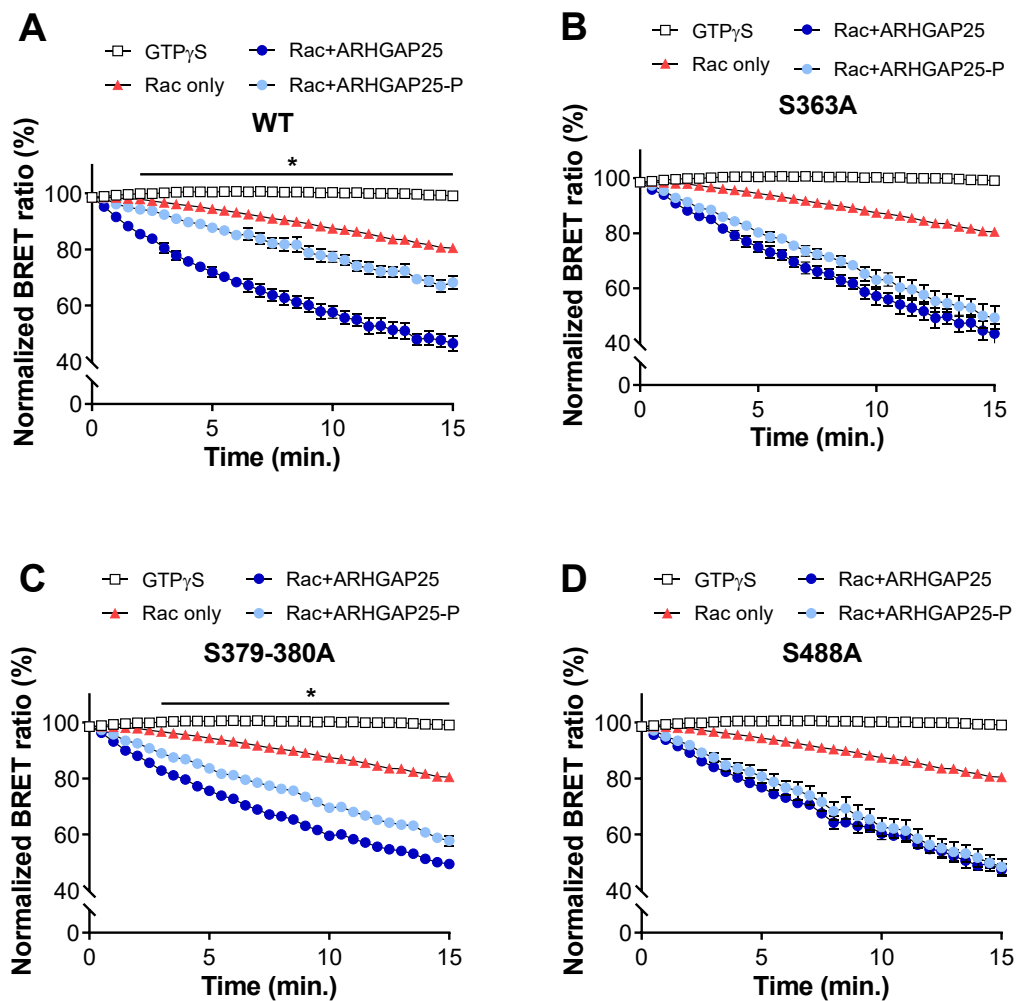 A
GTPγS
Rac+ARHGAP25
Rac only
Rac+ARHGAP25-P
WT
*
Normalized BRET ratio (%)
100
80
60
40
0
0
5
10
15
Time (min.)
B
GTPγS
Rac+ARHGAP25
Rac only
Rac+ARHGAP25-P
S363A
Normalized BRET ratio (%)
100
80
60
40
0
0
5
10
15
Time (min.)
C
GTPγS
Rac+ARHGAP25
Rac only
Rac+ARHGAP25-P
S379-380A
*
Normalized BRET ratio (%)
100
80
60
40
0
0
5
10
15
Time (min.)
D
GTPγS
Rac+ARHGAP25
Rac only
Rac+ARHGAP25-P
S488A
Normalized BRET ratio (%)
100
80
60
40
0
0
5
10
15
Time (min.)